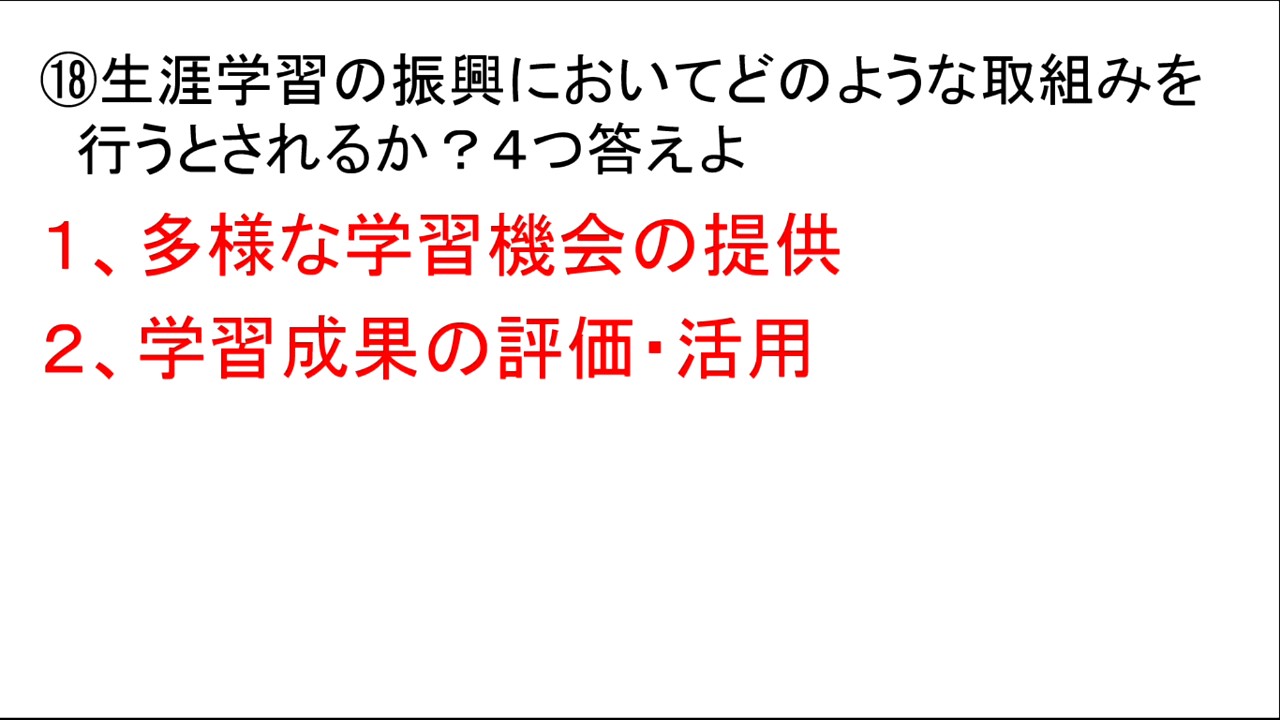 ⑱生涯学習の振興においてどのような取組みを
行うとされるか？４つ答えよ
１、多様な学習機会の提供
２、学習成果の評価・活用